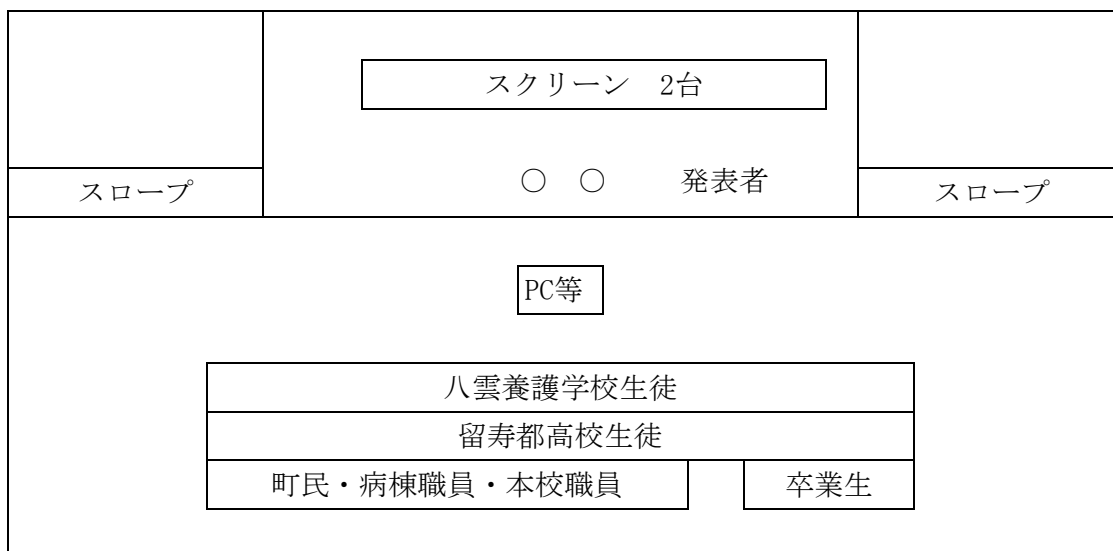 スクリーン　2台
スロープ
○　○　　発表者
スロープ
PC等
八雲養護学校生徒
留寿都高校生徒
町民・病棟職員・本校職員
卒業生